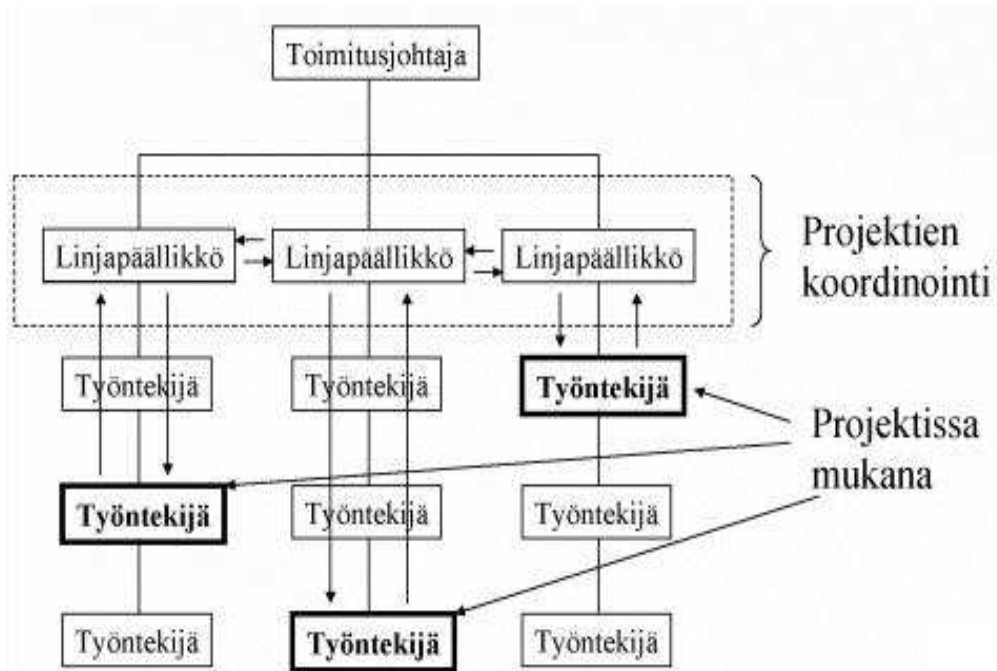 Toimitusjohtaja
Linjapäällikkö
Linjapäällikkö
Linjapäällikkö
Projektien
koordinointi
Työntekijä
Työntekijä
Työntekijä
Projektissa
mukana
Työntekijä
Työntekijä
Työntekijä
Työntekijä
Työntekijä
Työntekijä